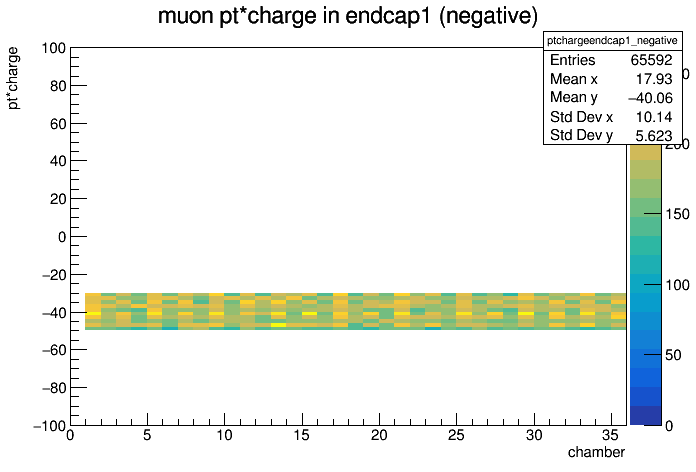 muon pt*charge in endcap1 (negative)
ptchargeendcap1_negative
Entries 65592
Mean x 17.93
Mean y −40.06
Std Dev x 10.14
Std Dev y 5.623
pt*charge
100
80
60
40
20
0
−20
−40
−60
−80
−100
0 5 10 15 20 25 30 35
chamber
200
150
100
50
0